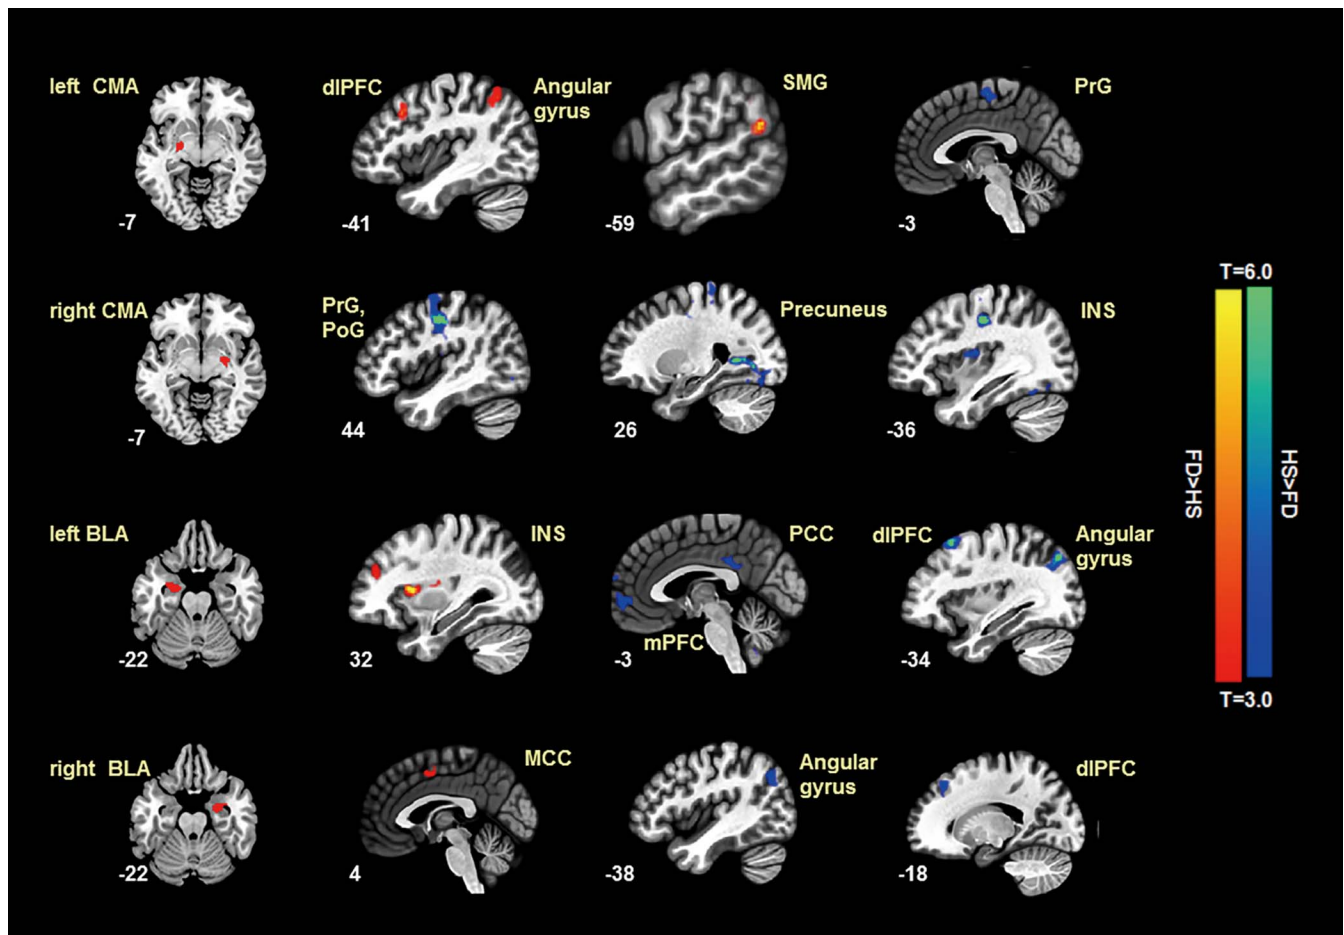 left CMA
dlPFC
Angular
gyrus
SMG
PrG
-7
-41
-59
-3
T=6.0
right CMA
PrG,
PoG
Precuneus
INS
-7
44
26
-36
FD>HS
HS>FD
left BLA
INS
PCC
dlPFC
Angular
gyrus
mPFC
-22
32
-3
-34
T=3.0
right BLA
MCC
Angular
gyrus
dlPFC
-22
4
-38
-18